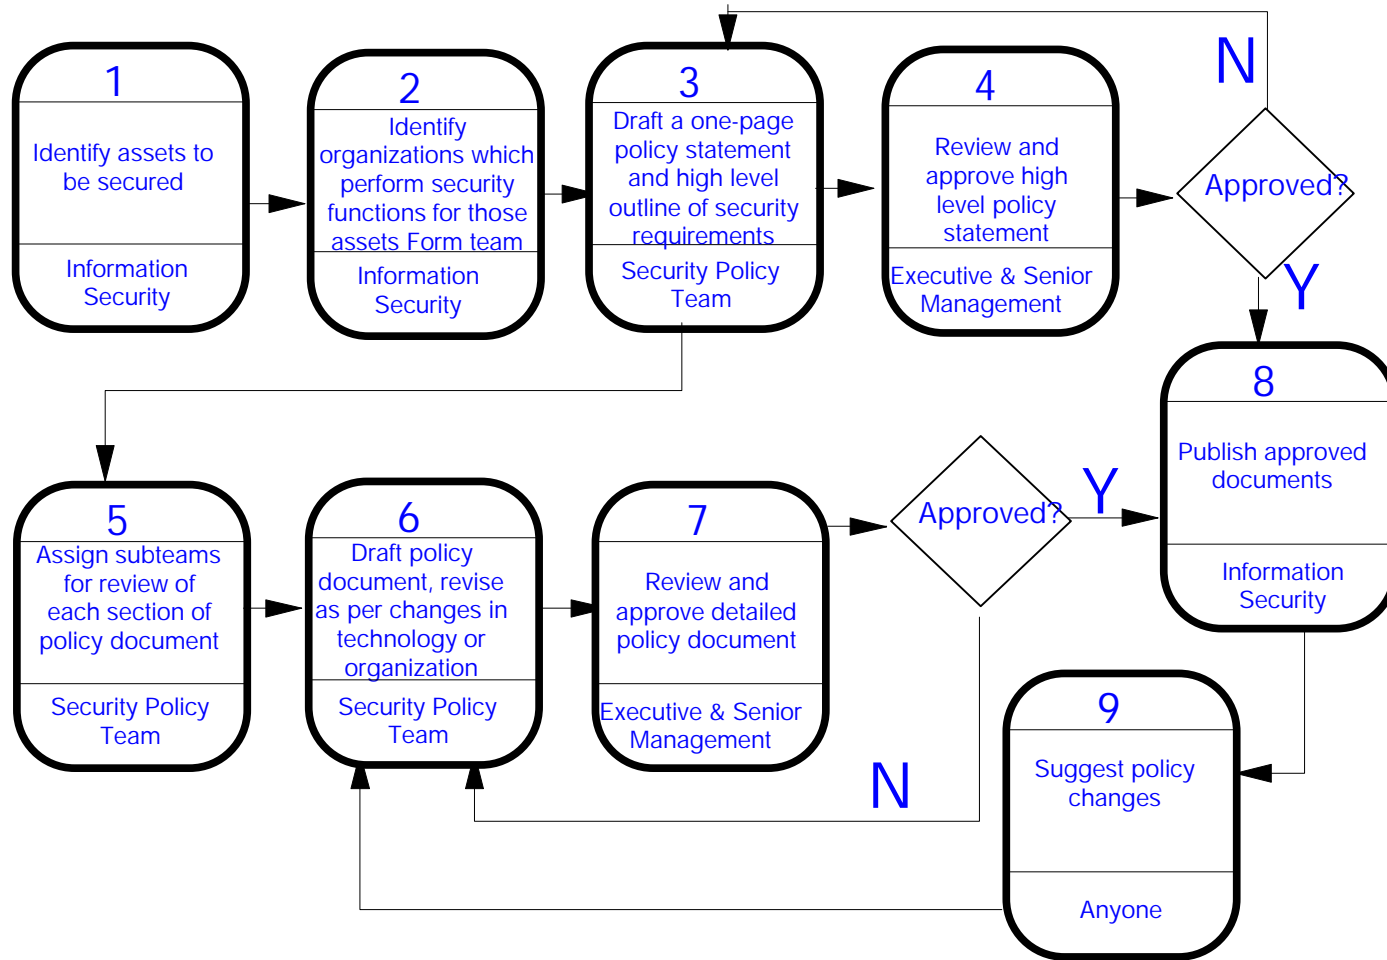 1
Identify assets to
be secured
Information
Security
2
Identify
organizations which
perform security
functions for those
assets Form team
Information
Security
3
Draft a one-page
policy statement
and high level
outline of security
requirements
Security Policy
Team
4
Review and
approve high
level policy
statement
Executive & Senior
Management
Approved?
N
Y
5
Assign subteams
for review of
each section of
policy document
Security Policy
Team
6
Draft policy
document, revise
as per changes in
technology or
organization
Security Policy
Team
7
Review and
approve detailed
policy document
Executive & Senior
Management
Approved?
Y
N
8
Publish approved
documents
Information
Security
9
Suggest policy
changes
Anyone